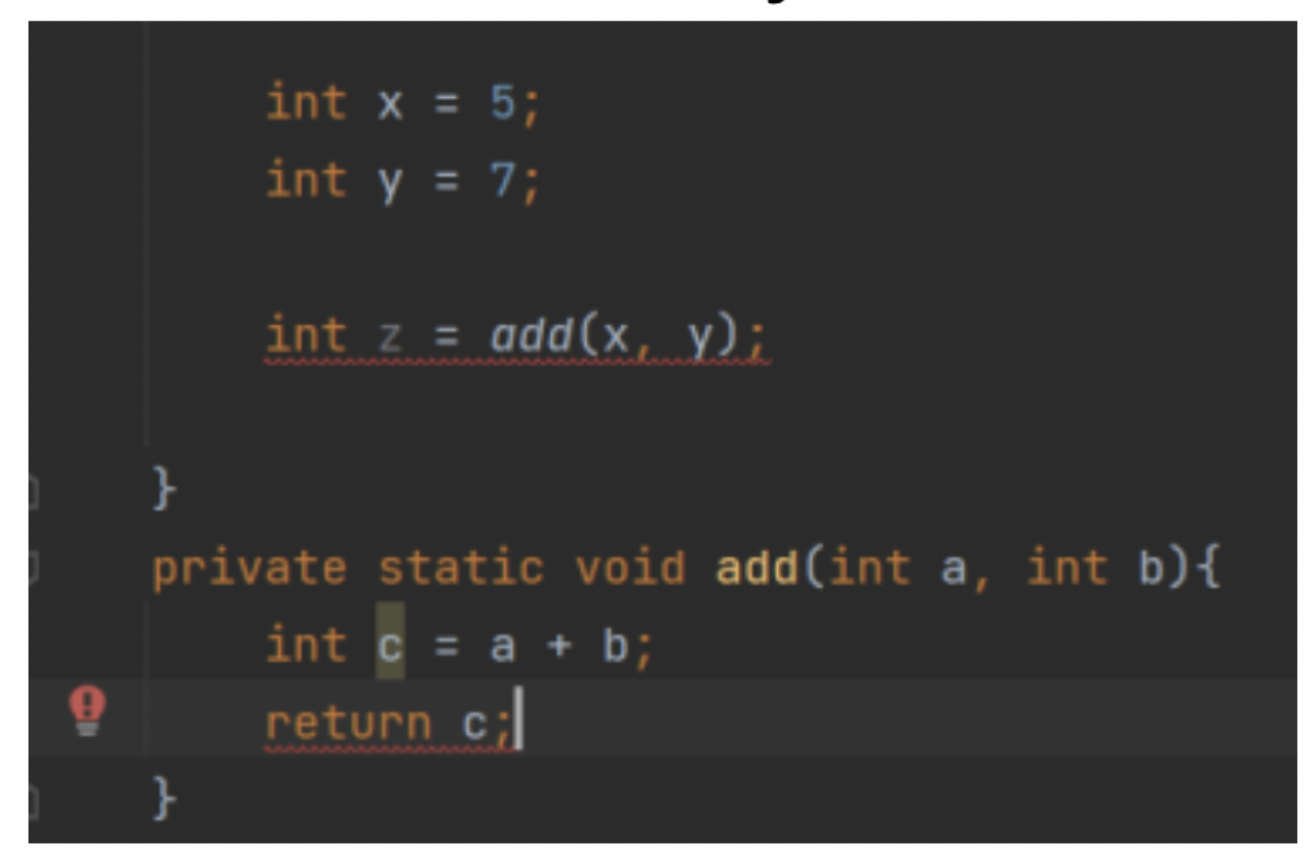 int x = 5;
int y = 7;
int z = add(x, y);
}
private static void add(int a, int b){
int c = a + b;
return c;
}